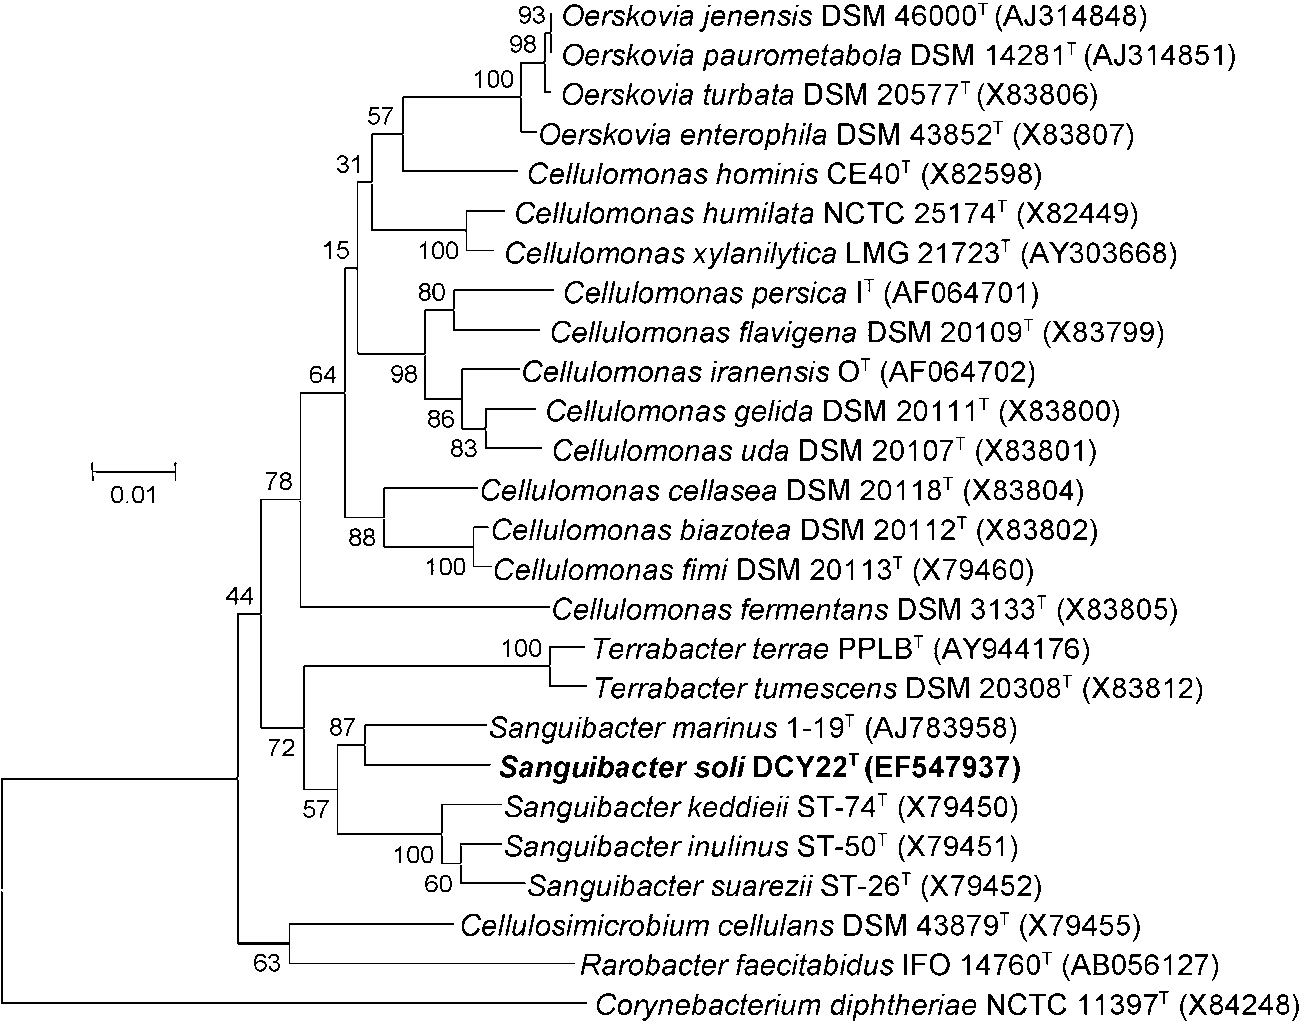 93 Oerskovia jenensis DSM 46000ᵀ (AJ314848)
98 Oerskovia paurometabola DSM 14281ᵀ (AJ314851)
100 Oerskovia turbata DSM 20577ᵀ (X83806)
57 Oerskovia enterophila DSM 43852ᵀ (X83807)
31 Cellulomonas hominis CE40ᵀ (X82598)
Cellulomonas humilata NCTC 25174ᵀ (X82449)
15 100 Cellulomonas xylanilytica LMG 21723ᵀ (AY303668)
80 Cellulomonas persica Iᵀ (AF064701)
Cellulomonas flavigena DSM 20109ᵀ (X83799)
64 98 Cellulomonas iranensis Oᵀ (AF064702)
86 Cellulomonas gelida DSM 20111ᵀ (X83800)
83 Cellulomonas uda DSM 20107ᵀ (X83801)
0.01 78 Cellulomonas cellasea DSM 20118ᵀ (X83804)
88 Cellulomonas biazotea DSM 20112ᵀ (X83802)
100 Cellulomonas fimi DSM 20113ᵀ (X79460)
44 Cellulomonas fermentans DSM 3133ᵀ (X83805)
100 Terrabacter terrae PPLBᵀ (AY944176)
Terrabacter tumescens DSM 20308ᵀ (X83812)
72 87 Sanguibacter marinus 1-19ᵀ (AJ783958)
Sanguibacter soli DCY22ᵀ (EF547937)
57 Sanguibacter keddieii ST-74ᵀ (X79450)
100 Sanguibacter inulinus ST-50ᵀ (X79451)
60 Sanguibacter suarezii ST-26ᵀ (X79452)
Cellulosimicrobium cellulans DSM 43879ᵀ (X79455)
63 Rarobacter faecitabidus IFO 14760ᵀ (AB056127)
Corynebacterium diphtheriae NCTC 11397ᵀ (X84248)